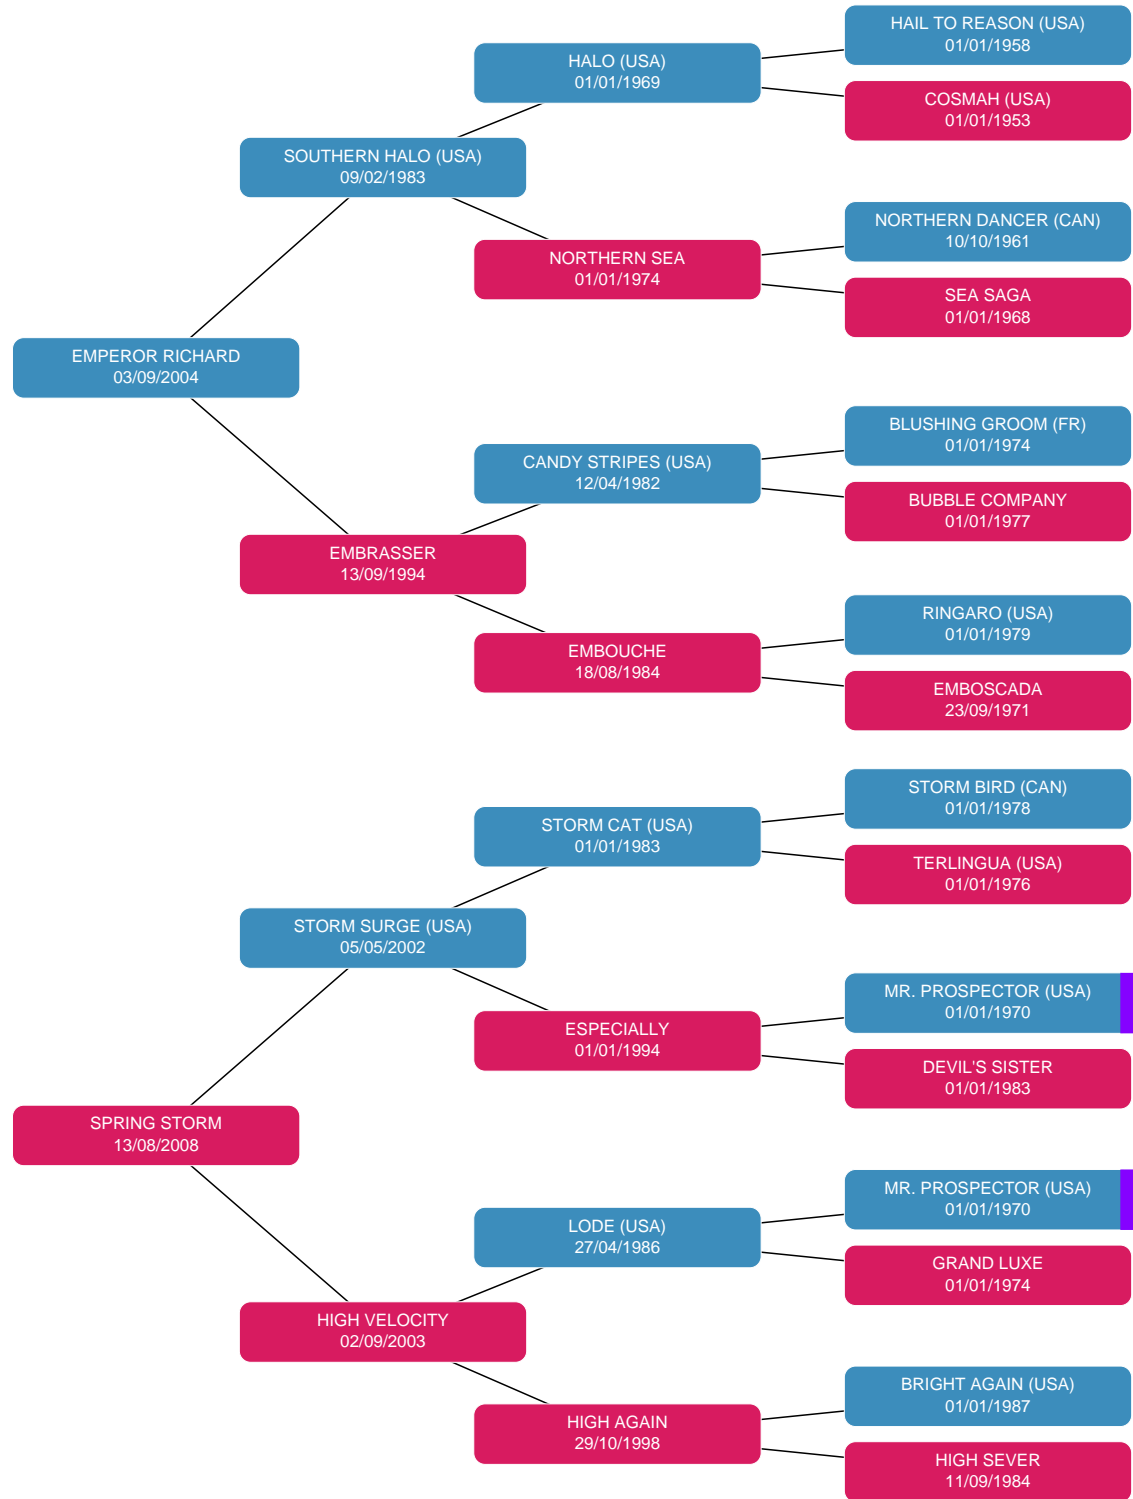 HAIL TO REASON (USA)
01/01/1958
HALO (USA)
01/01/1969
COSMAH (USA)
01/01/1953
SOUTHERN HALO (USA)
09/02/1983
NORTHERN DANCER (CAN)
10/10/1961
NORTHERN SEA
01/01/1974
SEA SAGA
01/01/1968
EMPEROR RICHARD
03/09/2004
BLUSHING GROOM (FR)
01/01/1974
CANDY STRIPES (USA)
12/04/1982
BUBBLE COMPANY
01/01/1977
EMBRASSER
13/09/1994
RINGARO (USA)
01/01/1979
EMBOUCHE
18/08/1984
EMBOSCADA
23/09/1971
STORM BIRD (CAN)
01/01/1978
STORM CAT (USA)
01/01/1983
TERLINGUA (USA)
01/01/1976
STORM SURGE (USA)
05/05/2002
MR. PROSPECTOR (USA)
01/01/1970
ESPECIALLY
01/01/1994
DEVIL'S SISTER
01/01/1983
SPRING STORM
13/08/2008
MR. PROSPECTOR (USA)
01/01/1970
LODE (USA)
27/04/1986
GRAND LUXE
01/01/1974
HIGH VELOCITY
02/09/2003
BRIGHT AGAIN (USA)
01/01/1987
HIGH AGAIN
29/10/1998
HIGH SEVER
11/09/1984